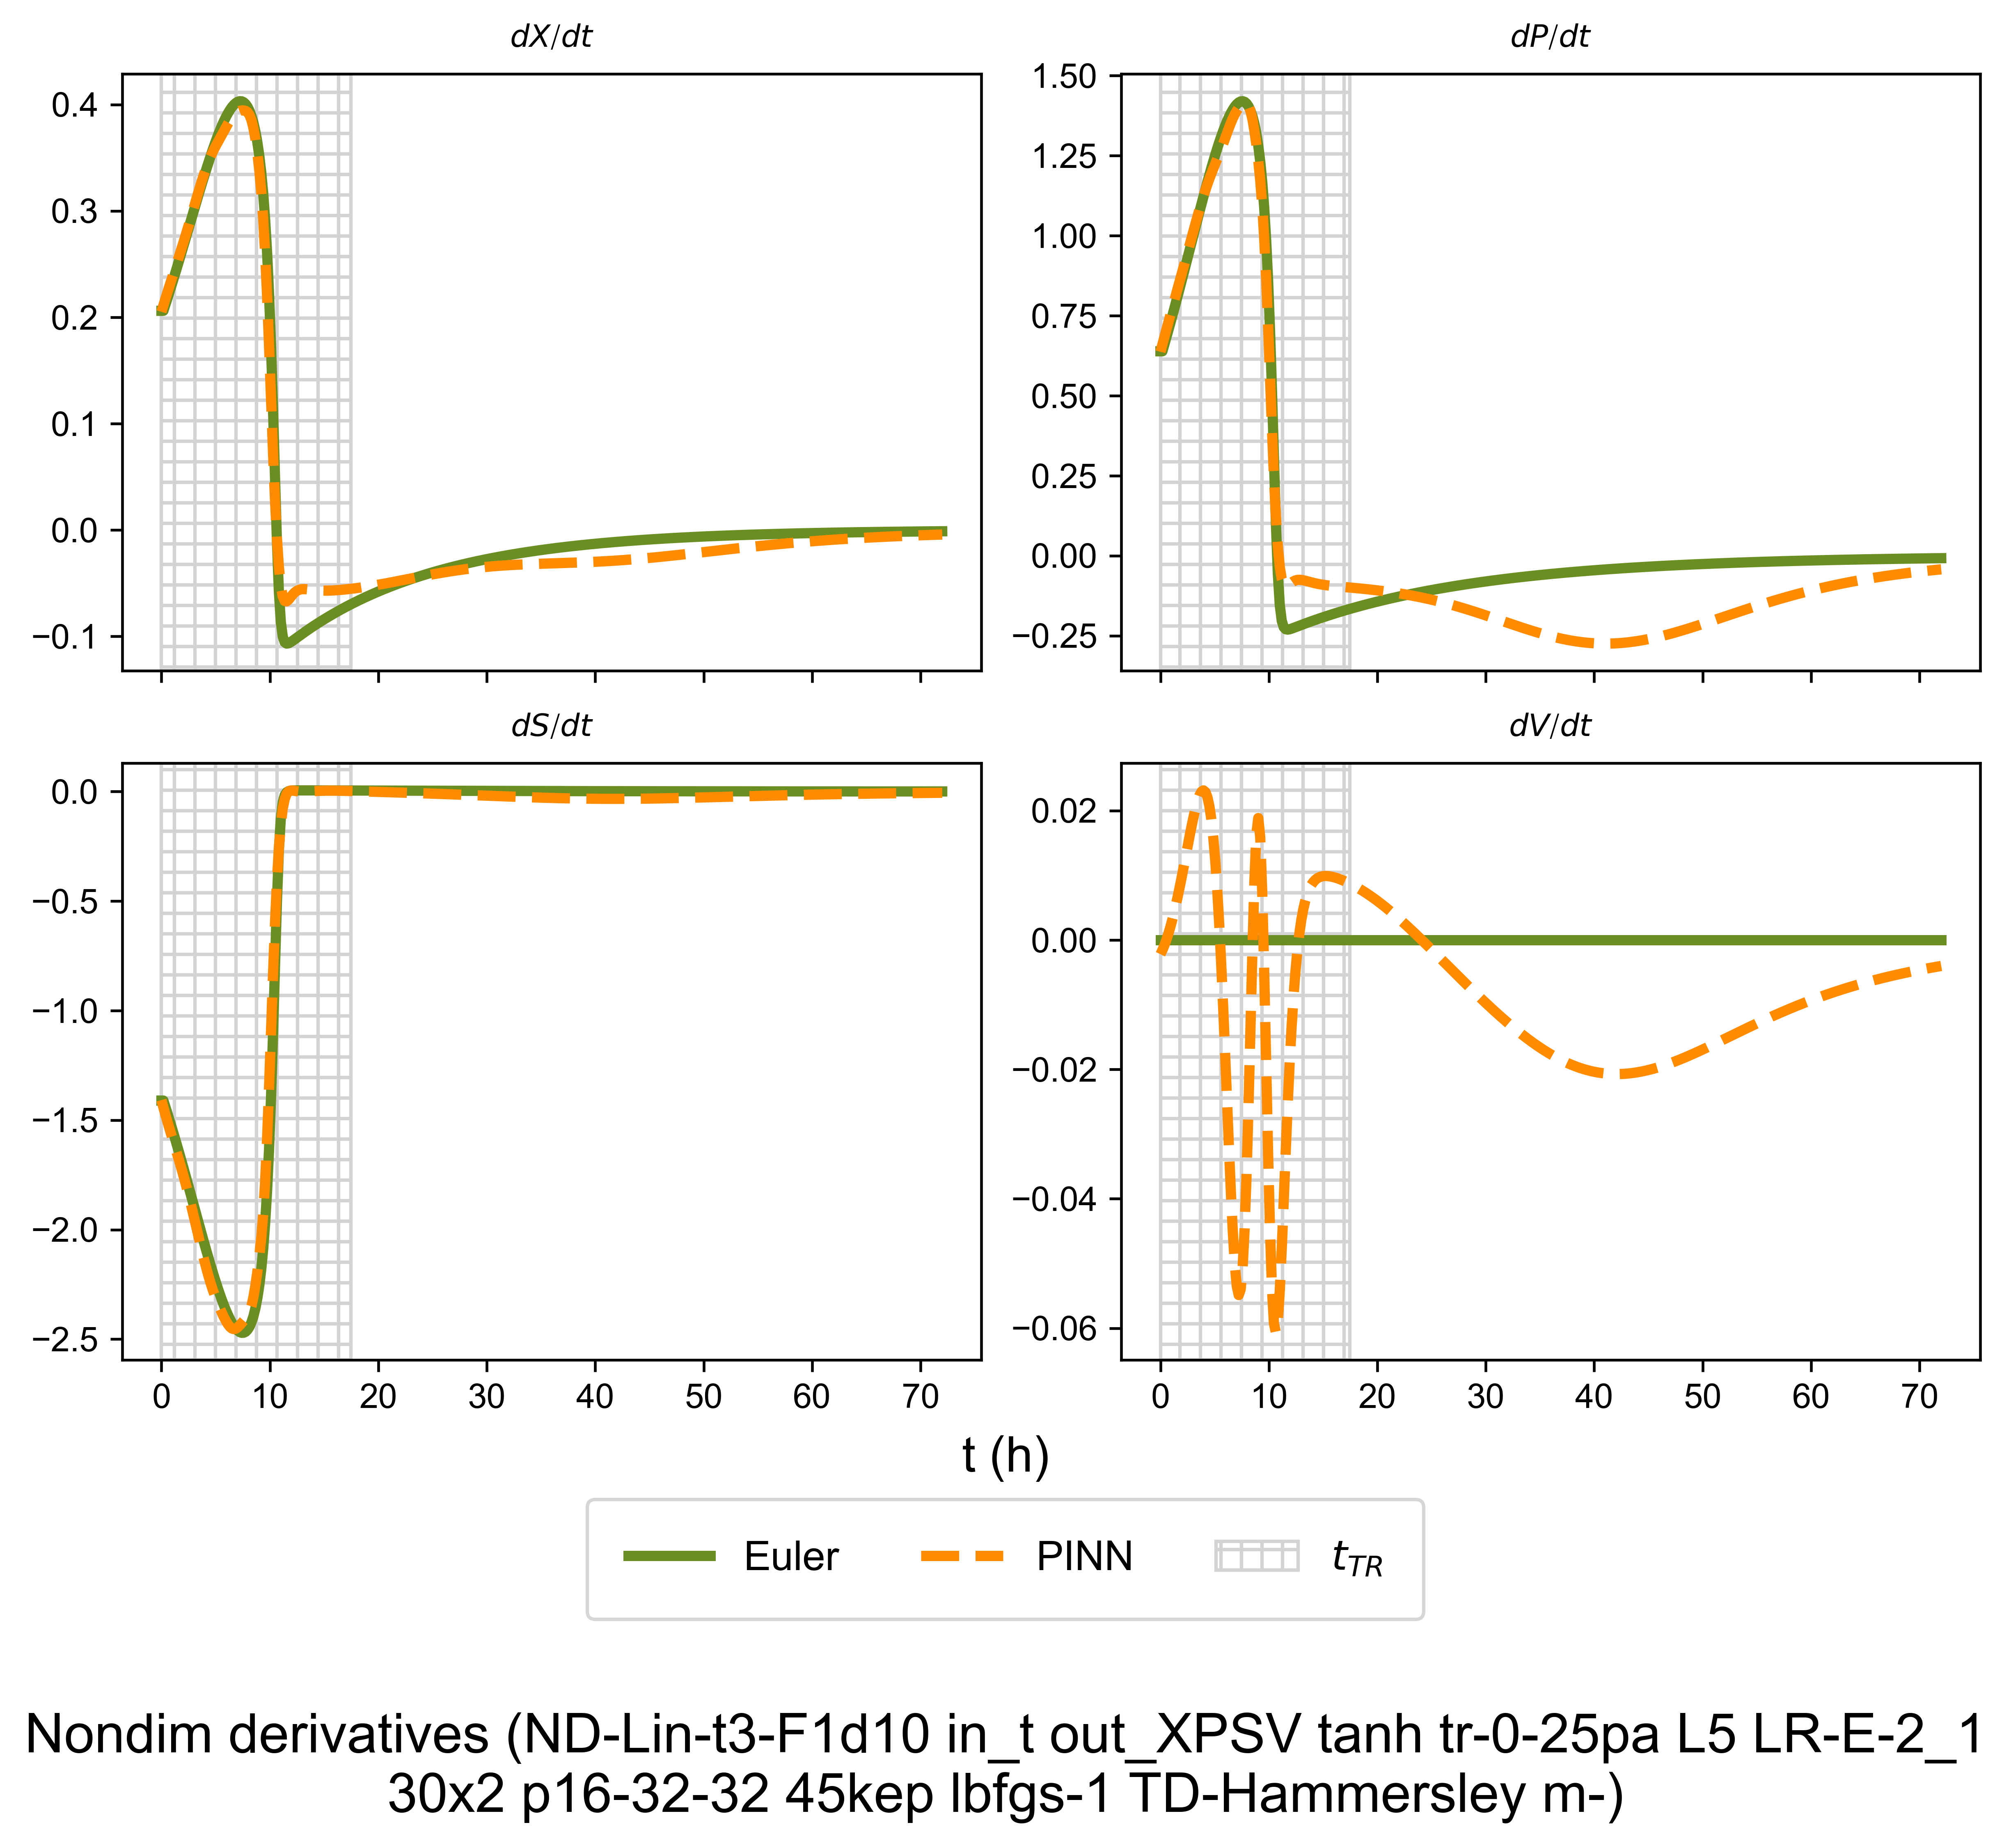 dX/dt
dP/dt
0.4
0.3
0.2
0.1
0.0
−0.1
1.50
1.25
1.00
0.75
0.50
0.25
0.00
−0.25
dS/dt
dV/dt
0.0
−0.5
−1.0
−1.5
−2.0
−2.5
0.02
0.00
−0.02
−0.04
−0.06
0 10 20 30 40 50 60 70
0 10 20 30 40 50 60 70
t (h)
Euler PINN t_TR
Nondim derivatives (ND-Lin-t3-F1d10 in_t out_XPSV tanh tr-0-25pa L5 LR-E-2_1
30x2 p16-32-32 45kep lbfgs-1 TD-Hammersley m-)